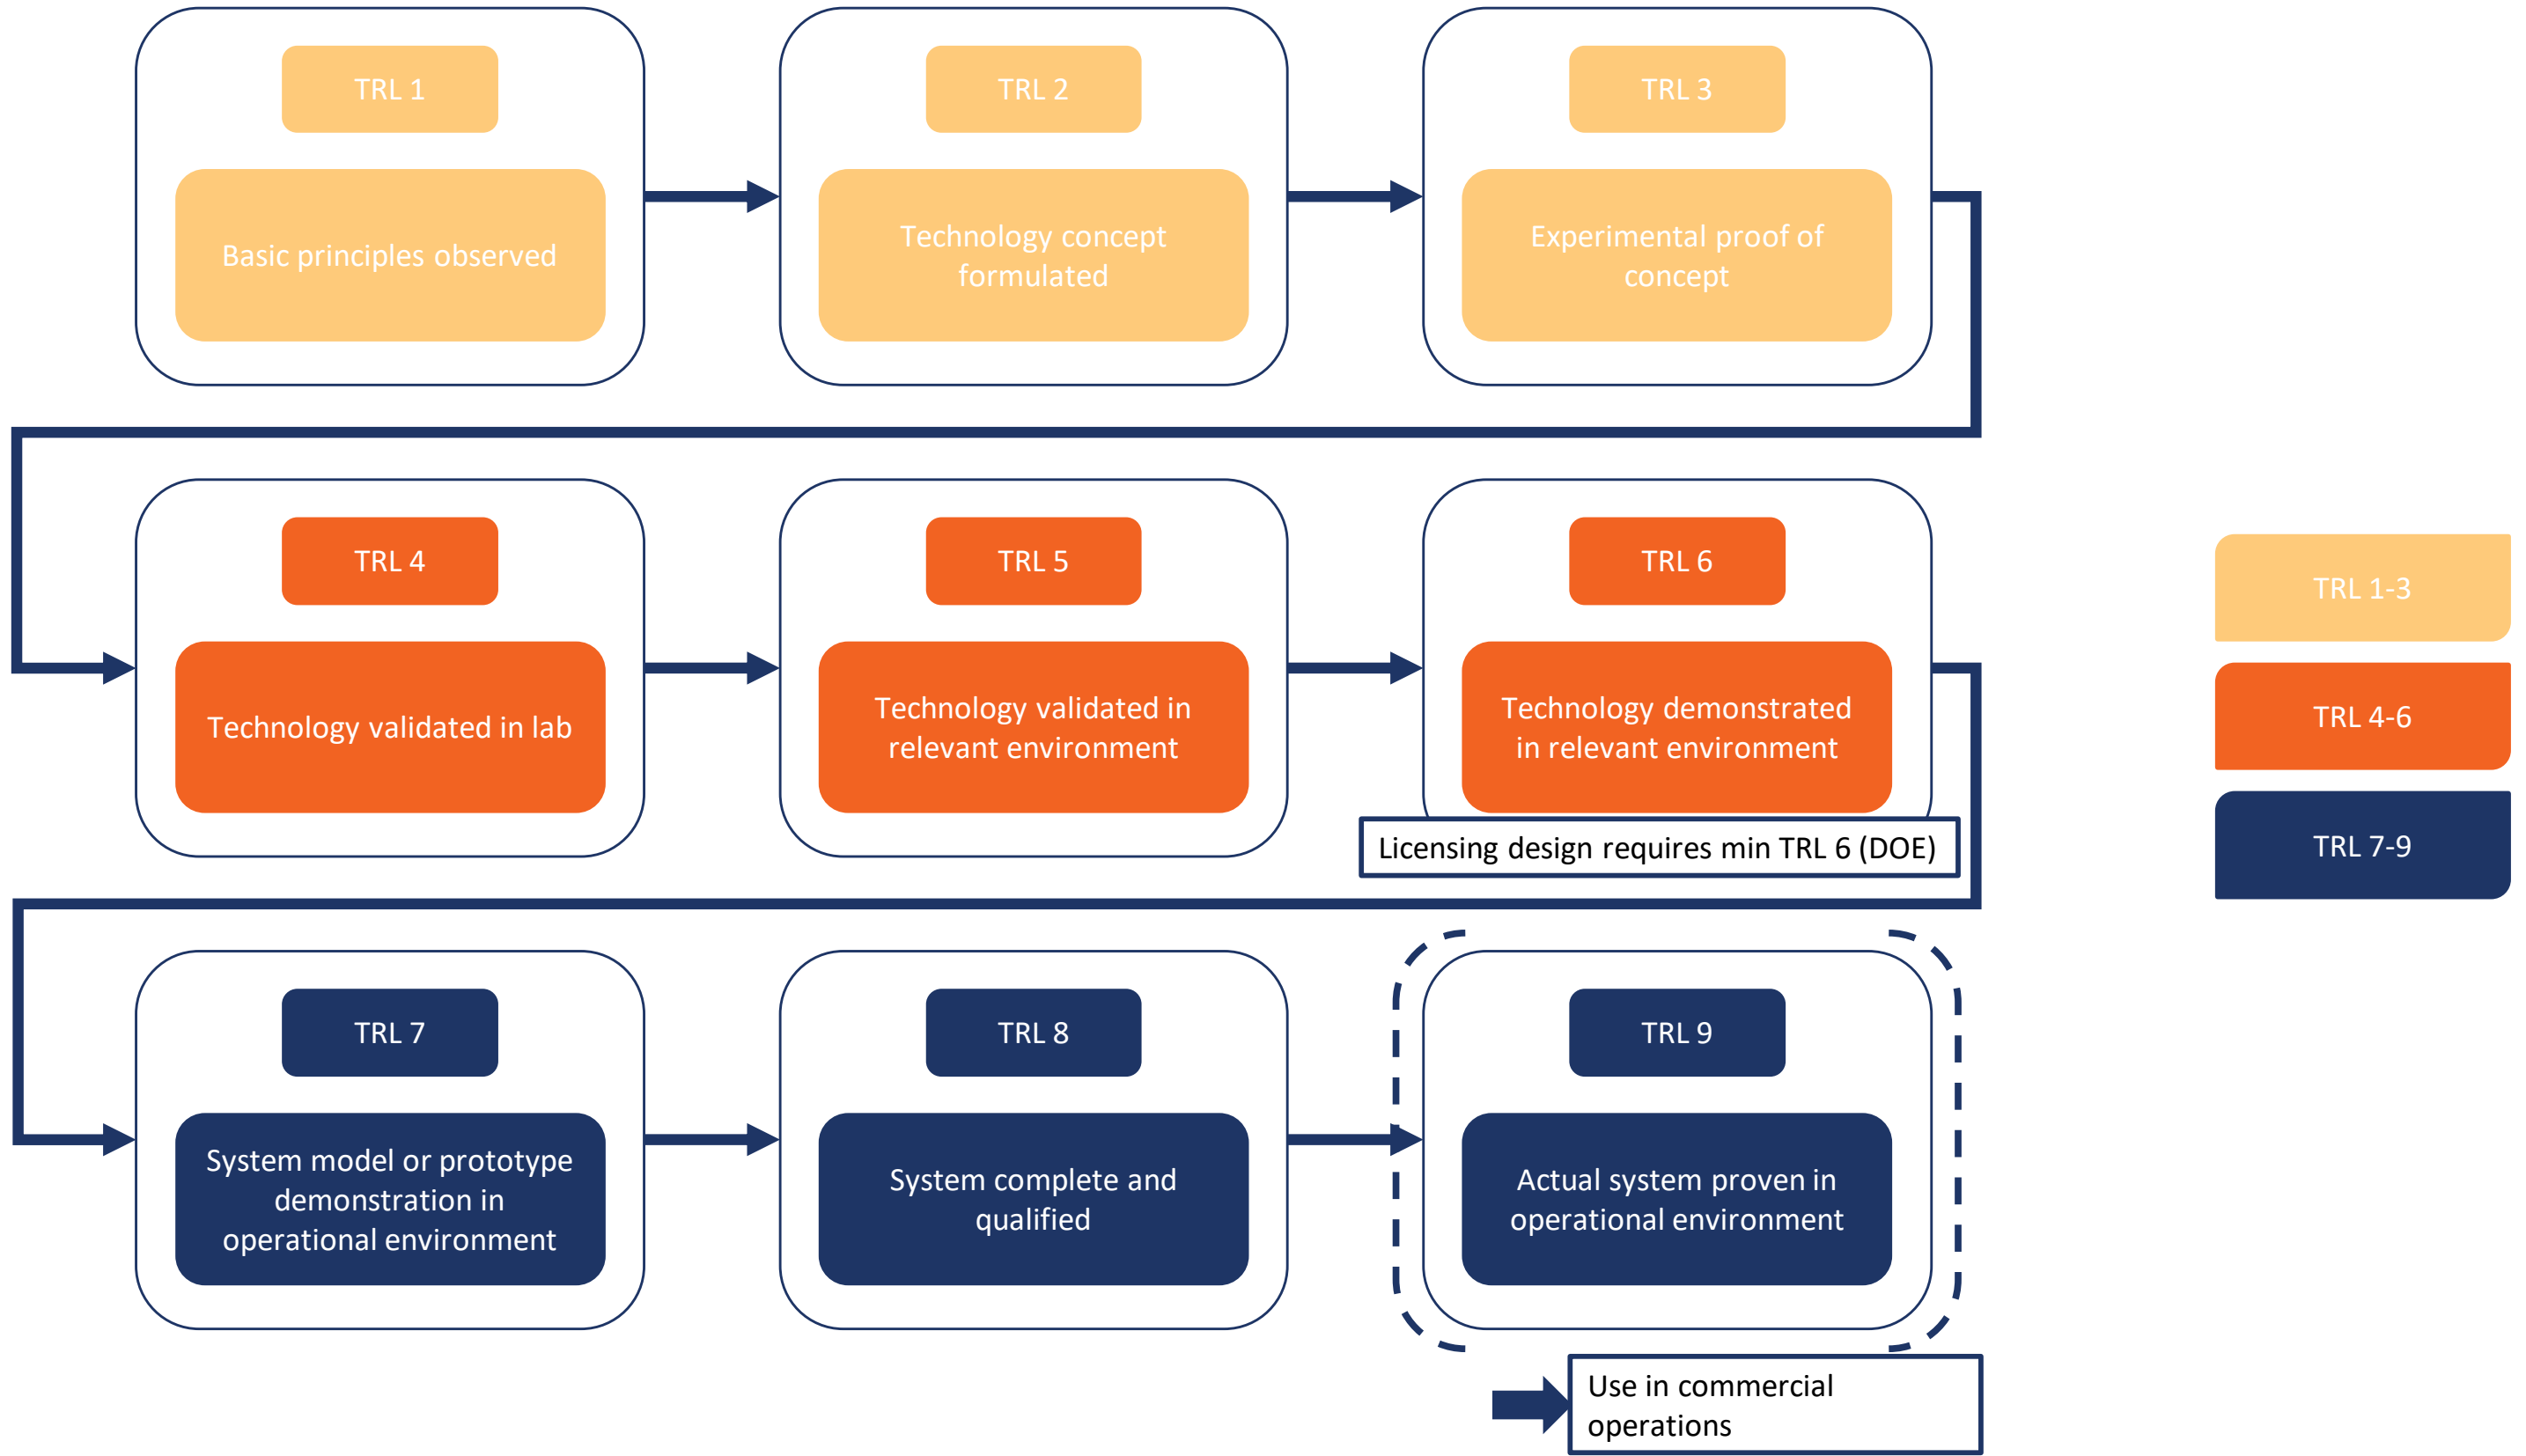 TRL 1
Basic principles observed
TRL 2
Technology concept
formulated
TRL 3
Experimental proof of
concept
TRL 4
Technology validated in lab
TRL 5
Technology validated in
relevant environment
TRL 6
Technology demonstrated
in relevant environment
Licensing design requires min TRL 6 (DOE)
TRL 7
System model or prototype
demonstration in
operational environment
TRL 8
System complete and
qualified
TRL 9
Actual system proven in
operational environment
Use in commercial
operations
TRL 1-3
TRL 4-6
TRL 7-9